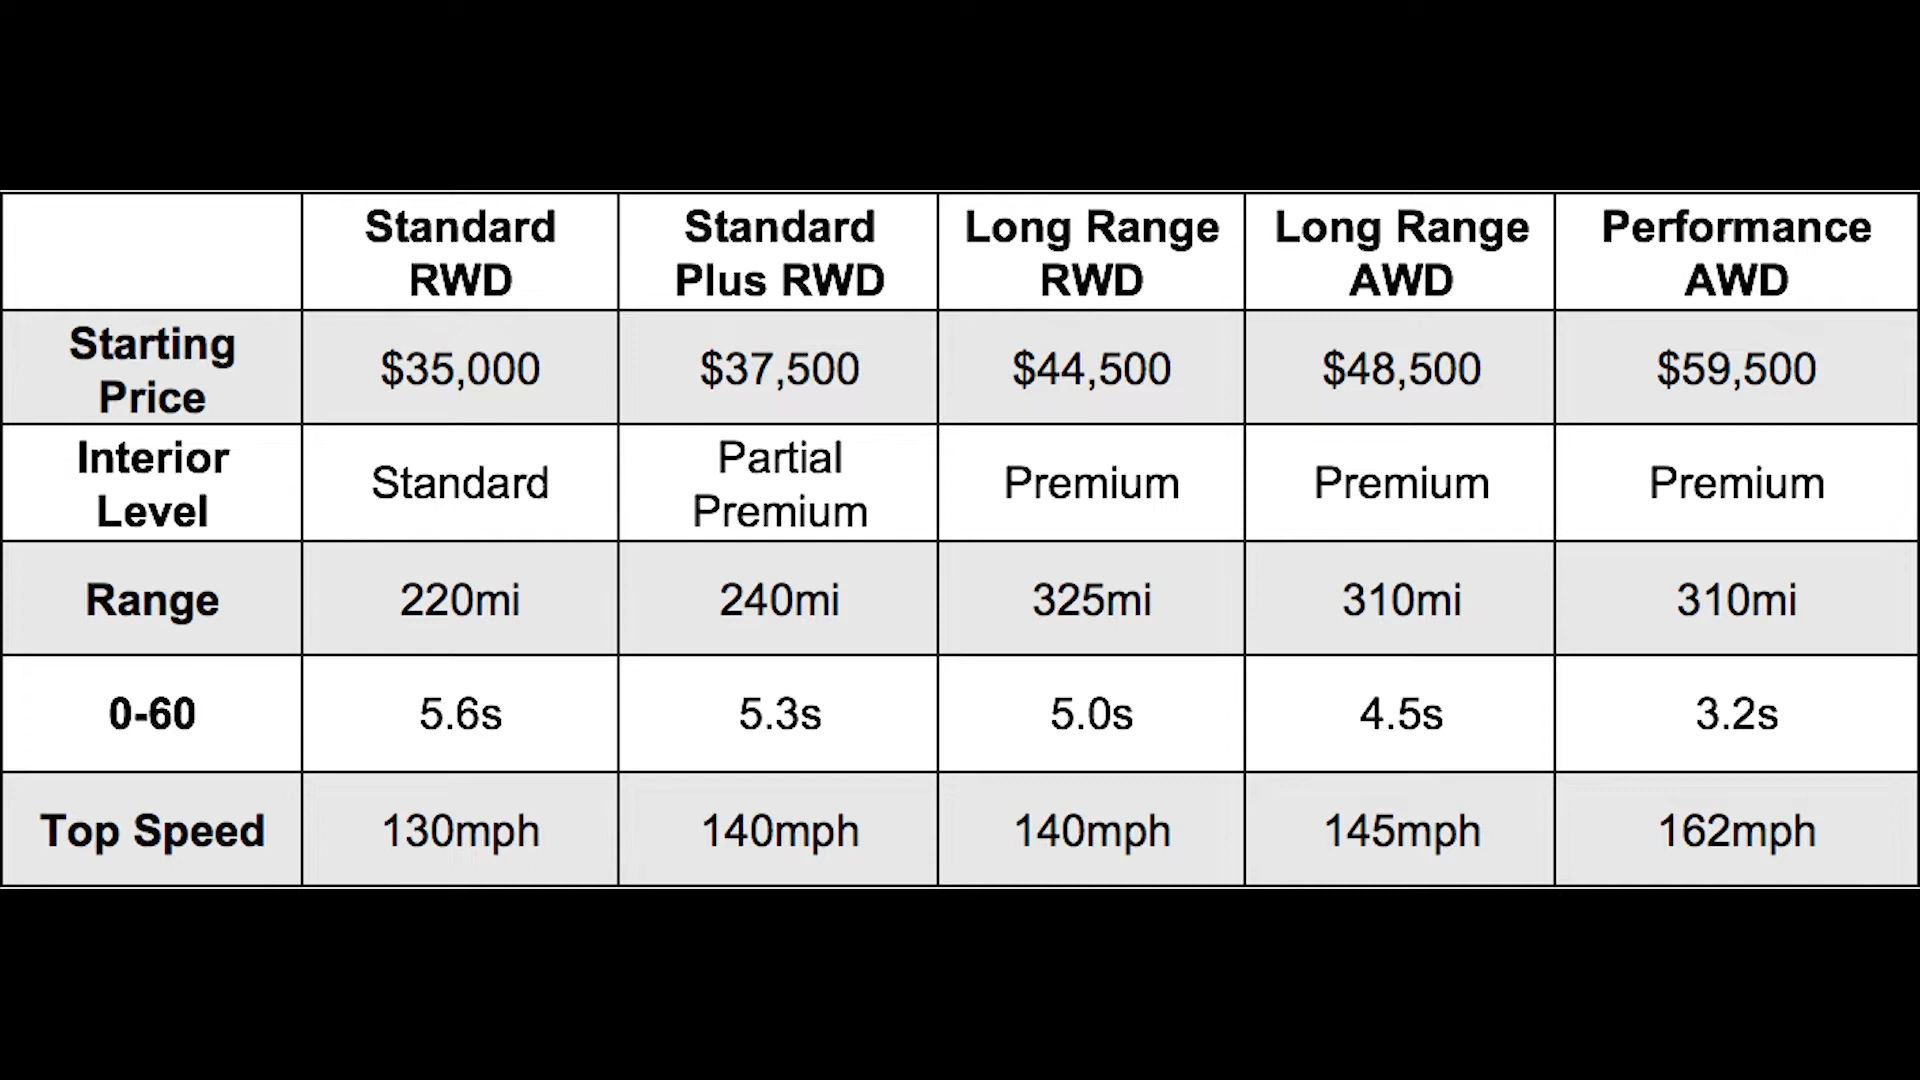 Standard RWD
Standard Plus RWD
Long Range RWD
Long Range AWD
Performance AWD
Starting Price
$35,000
$37,500
$44,500
$48,500
$59,500
Interior Level
Standard
Partial Premium
Premium
Premium
Premium
Range
220mi
240mi
325mi
310mi
310mi
0-60
5.6s
5.3s
5.0s
4.5s
3.2s
Top Speed
130mph
140mph
140mph
145mph
162mph